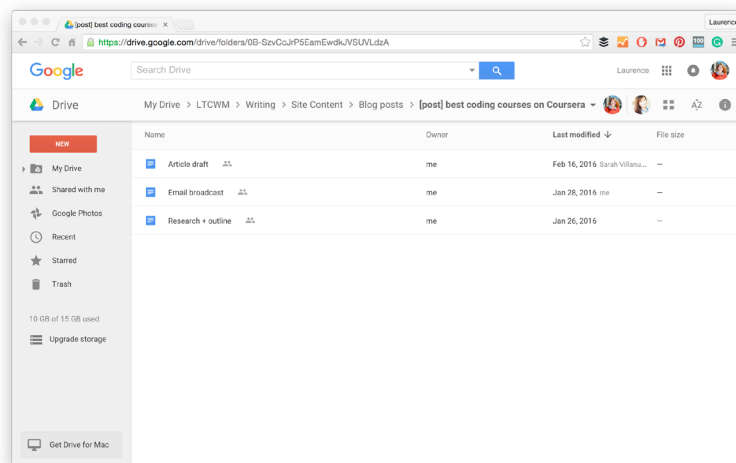 [post] best coding courses
Laurence
https://drive.google.com/drive/folders/0B-SzvCoJrP5EamEwdkJVSUVLdzA
100
Google
Search Drive
Laurence
Drive
My Drive > LTCWM > Writing > Site Content > Blog posts > [post] best coding courses on Coursera
AZ
NEW
Name Owner Last modified File size
My Drive
Article draft me Feb 16, 2016 Sarah Villanu... —
Shared with me
Email broadcast me Jan 28, 2016 me —
Google Photos
Research + outline me Jan 26, 2016 —
Recent
Starred
Trash
10 GB of 15 GB used
Upgrade storage
Get Drive for Mac